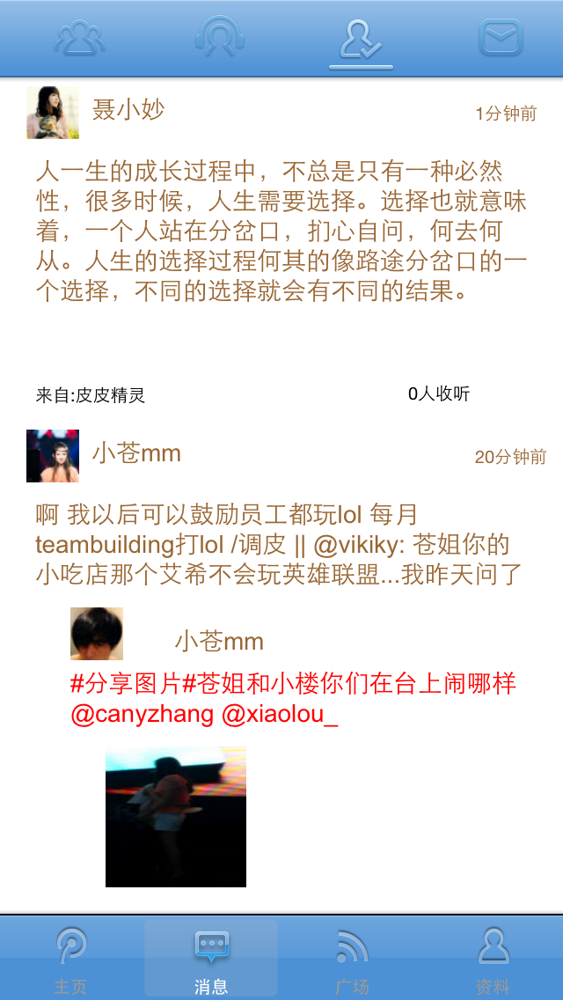 聂小妙
1分钟前
人一生的成长过程中，不总是只有一种必然
性，很多时候，人生需要选择。选择也就意味
着，一个人站在分岔口，扪心自问，何去何
从。人生的选择过程何其的像路途分岔口的一
个选择，不同的选择就会有不同的结果。
来自:皮皮精灵
0人收听
小苍mm
20分钟前
啊 我以后可以鼓励员工都玩lol 每月
teambuilding打lol /调皮 || @vikiky: 苍姐你的
小吃店那个艾希不会玩英雄联盟...我昨天问了
小苍mm
#分享图片#苍姐和小楼你们在台上闹哪样
@canyzhang @xiaolou_
主页
消息
广场
资料